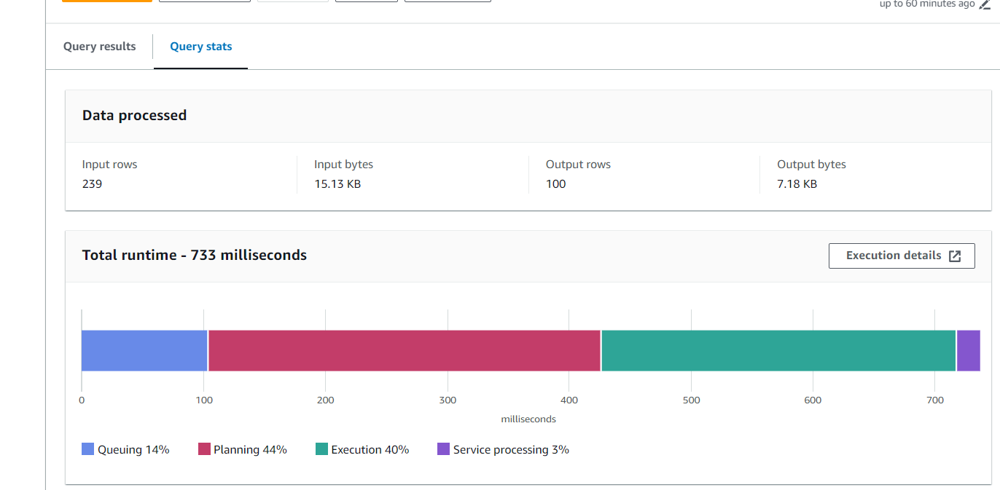 up to 60 minutes ago
Query results Query stats
Data processed
Input rows Input bytes Output rows Output bytes
239 15.13 KB 100 7.18 KB
Total runtime - 733 milliseconds Execution details
0 100 200 300 400 500 600 700
milliseconds
Queuing 14% Planning 44% Execution 40% Service processing 3%